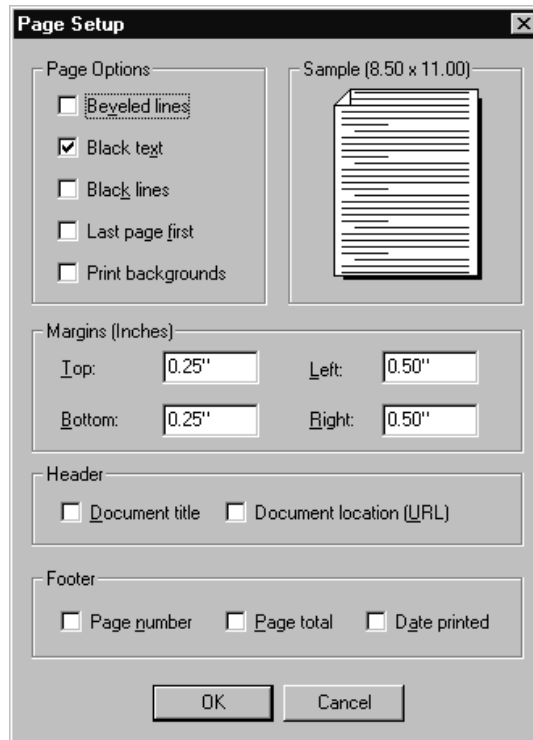 Page Setup
Page Options
Beveled lines
Black text
Black lines
Last page first
Print backgrounds
Sample (8.50 x 11.00)
Margins (Inches)
Top: 0.25" Left: 0.50"
Bottom: 0.25" Right: 0.50"
Header
Document title Document location (URL)
Footer
Page number Page total Date printed
OK Cancel